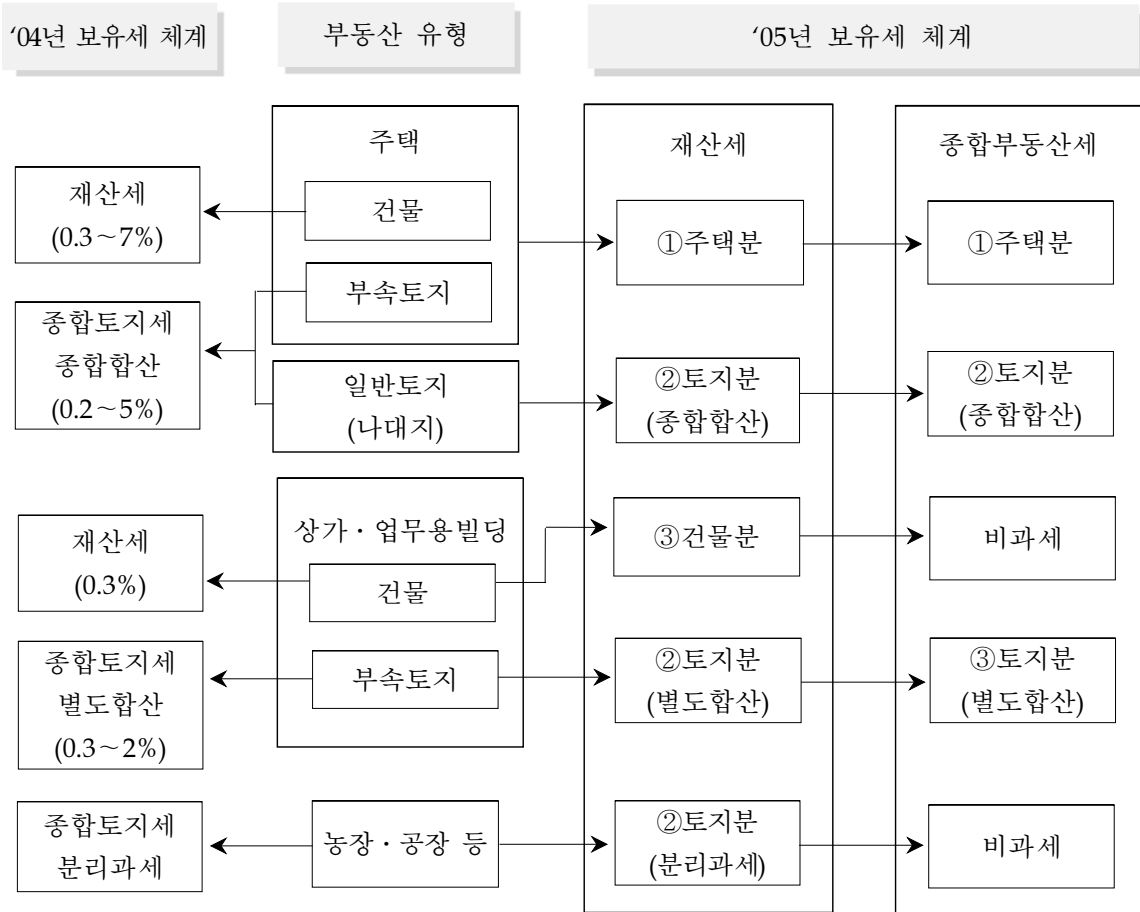 ‘04년 보유세 체계
부동산 유형
‘05년 보유세 체계
주택
재산세
종합부동산세
재산세
(0.3～7%)
건물
①주택분
①주택분
부속토지
종합토지세
종합합산
(0.2～5%)
일반토지
(나대지)
②토지분
(종합합산)
②토지분
(종합합산)
상가·업무용빌딩
재산세
(0.3%)
건물
③건물분
비과세
종합토지세
별도합산
(0.3～2%)
부속토지
②토지분
(별도합산)
③토지분
(별도합산)
종합토지세
분리과세
농장·공장 등
②토지분
(분리과세)
비과세